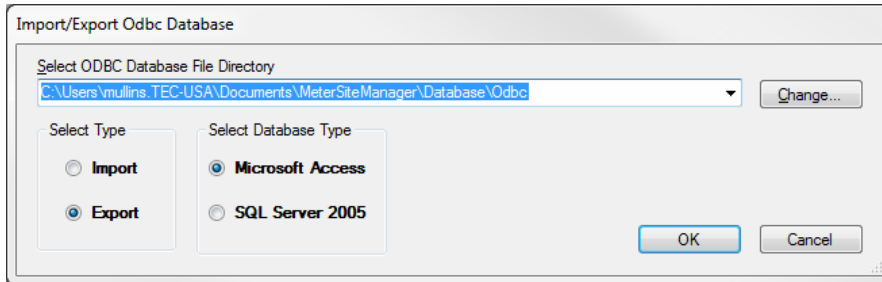 Import/Export Odbc Database
Select ODBC Database File Directory
C:\Users\mullins.TEC-USA\Documents\MeterSiteManager\Database\Odbc
Change...
Select Type
Select Database Type
Import
Microsoft Access
Export
SQL Server 2005
OK
Cancel